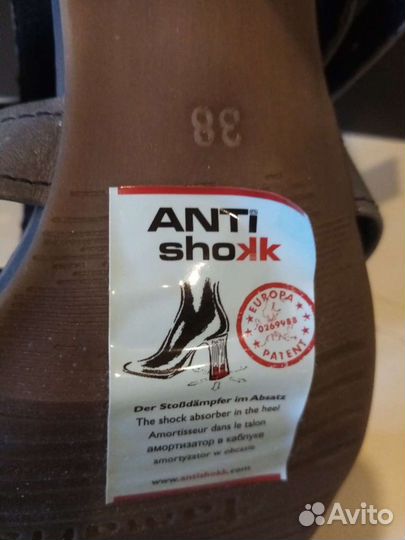 38
ANTi
shokk
EUROPA
0269988
PATENT
Der Stoßdämpfer im Absatz
The shock absorber in the heel
Amortisseur dans le talon
амортизатор в каблуке
amortyzator w obcasie
www.antishokk.com
Avito